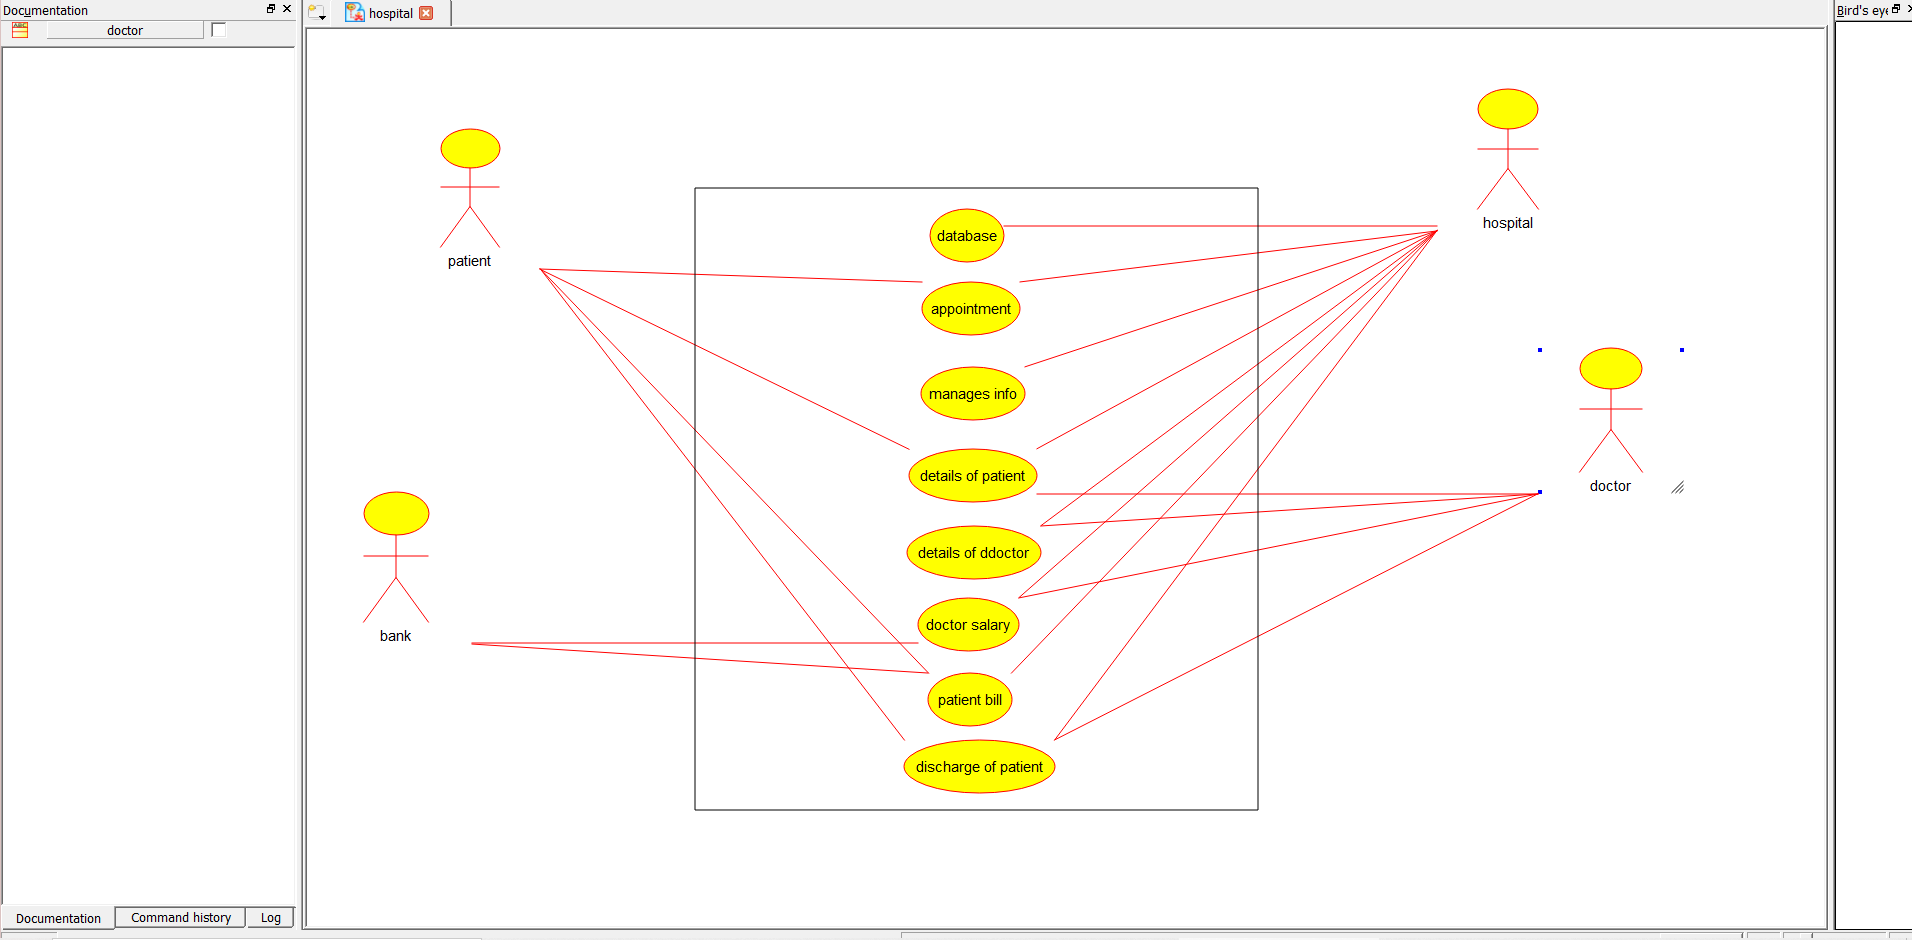 Documentation
doctor
hospital
Bird's eye
patient
hospital
database
appointment
manages info
details of patient
doctor
details of ddoctor
bank
doctor salary
patient bill
discharge of patient
Documentation
Command history
Log